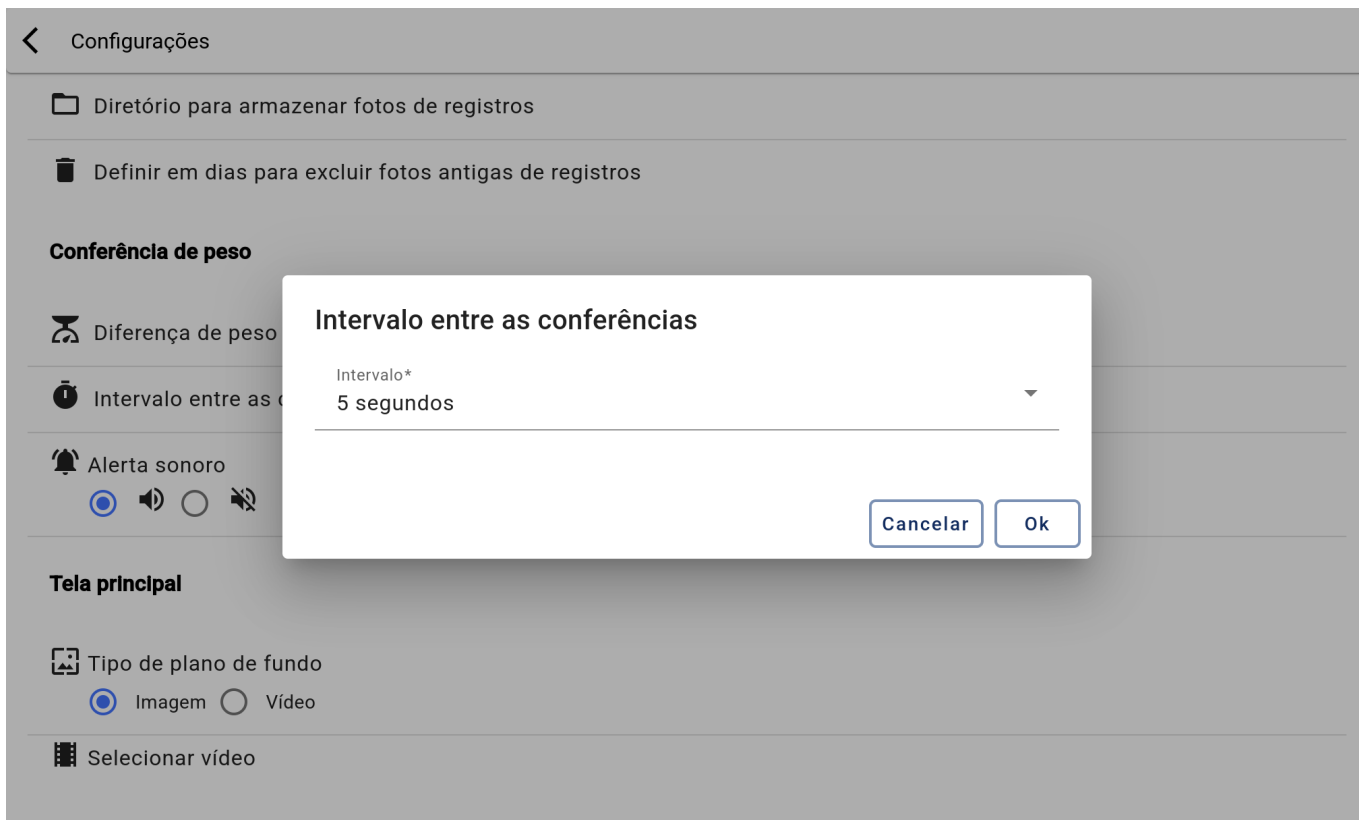 Configurações
Diretório para armazenar fotos de registros
Definir em dias para excluir fotos antigas de registros
Conferência de peso
Diferença de peso
Intervalo entre as
Alerta sonoro
Intervalo entre as conferências
Intervalo*
5 segundos
Cancelar Ok
Tela principal
Tipo de plano de fundo
Imagem Vídeo
Selecionar vídeo